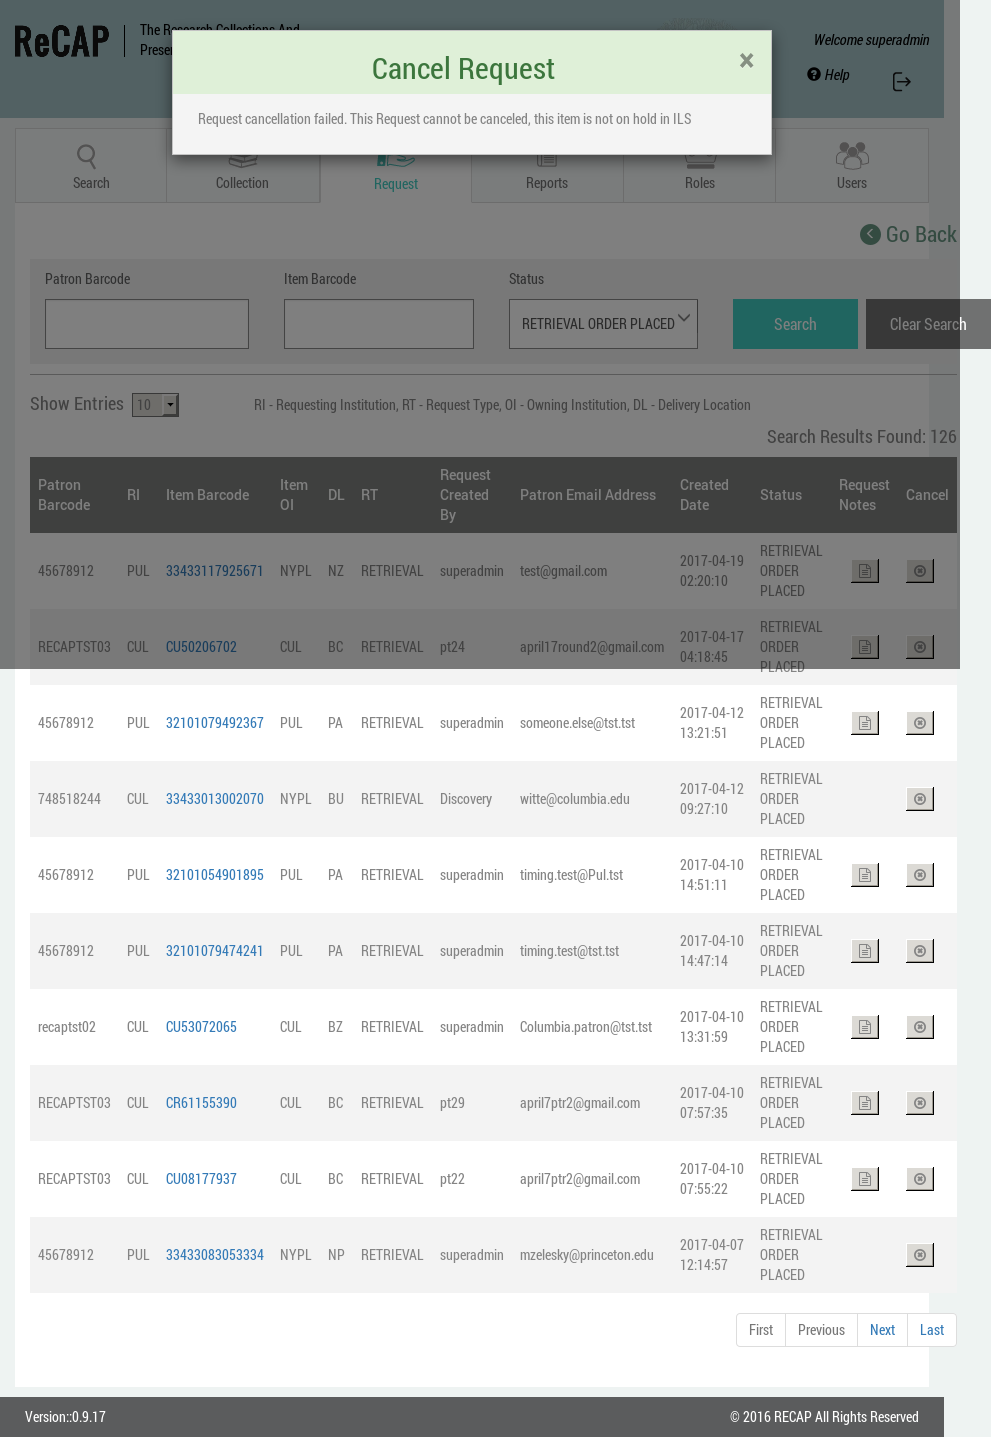 ReCAP
The Research Collections And
Welcome superadmin
Help
Cancel Request
×
Request cancellation failed. This Request cannot be canceled, this item is not on hold in ILS
Search
Collection
Request
Reports
Roles
Users
Go Back
Patron Barcode
Item Barcode
Status
RETRIEVAL ORDER PLACED
Search
Clear Search
Show Entries 10
RI - Requesting Institution, RT - Request Type, OI - Owning Institution, DL - Delivery Location
Search Results Found: 126
Patron Barcode RI Item Barcode Item OI DL RT Request Created By Patron Email Address Created Date Status Request Notes Cancel
45678912 PUL 33433117925671 NYPL NZ RETRIEVAL superadmin test@gmail.com 2017-04-19 02:20:10 RETRIEVAL ORDER PLACED
RECAPTST03 CUL CU50206702 CUL BC RETRIEVAL pt24 april17round2@gmail.com 2017-04-17 04:18:45 RETRIEVAL ORDER PLACED
45678912 PUL 32101079492367 PUL PA RETRIEVAL superadmin someone.else@tst.tst 2017-04-12 13:21:51 RETRIEVAL ORDER PLACED
748518244 CUL 33433013002070 NYPL BU RETRIEVAL Discovery witte@columbia.edu 2017-04-12 09:27:10 RETRIEVAL ORDER PLACED
45678912 PUL 32101054901895 PUL PA RETRIEVAL superadmin timing.test@Pul.tst 2017-04-10 14:51:11 RETRIEVAL ORDER PLACED
45678912 PUL 32101079474241 PUL PA RETRIEVAL superadmin timing.test@tst.tst 2017-04-10 14:47:14 RETRIEVAL ORDER PLACED
recaptst02 CUL CU53072065 CUL BZ RETRIEVAL superadmin Columbia.patron@tst.tst 2017-04-10 13:31:59 RETRIEVAL ORDER PLACED
RECAPTST03 CUL CR61155390 CUL BC RETRIEVAL pt29 april7ptr2@gmail.com 2017-04-10 07:57:35 RETRIEVAL ORDER PLACED
RECAPTST03 CUL CU08177937 CUL BC RETRIEVAL pt22 april7ptr2@gmail.com 2017-04-10 07:55:22 RETRIEVAL ORDER PLACED
45678912 PUL 33433083053334 NYPL NP RETRIEVAL superadmin mzelesky@princeton.edu 2017-04-07 12:14:57 RETRIEVAL ORDER PLACED
First Previous Next Last
Version::0.9.17
© 2016 RECAP All Rights Reserved